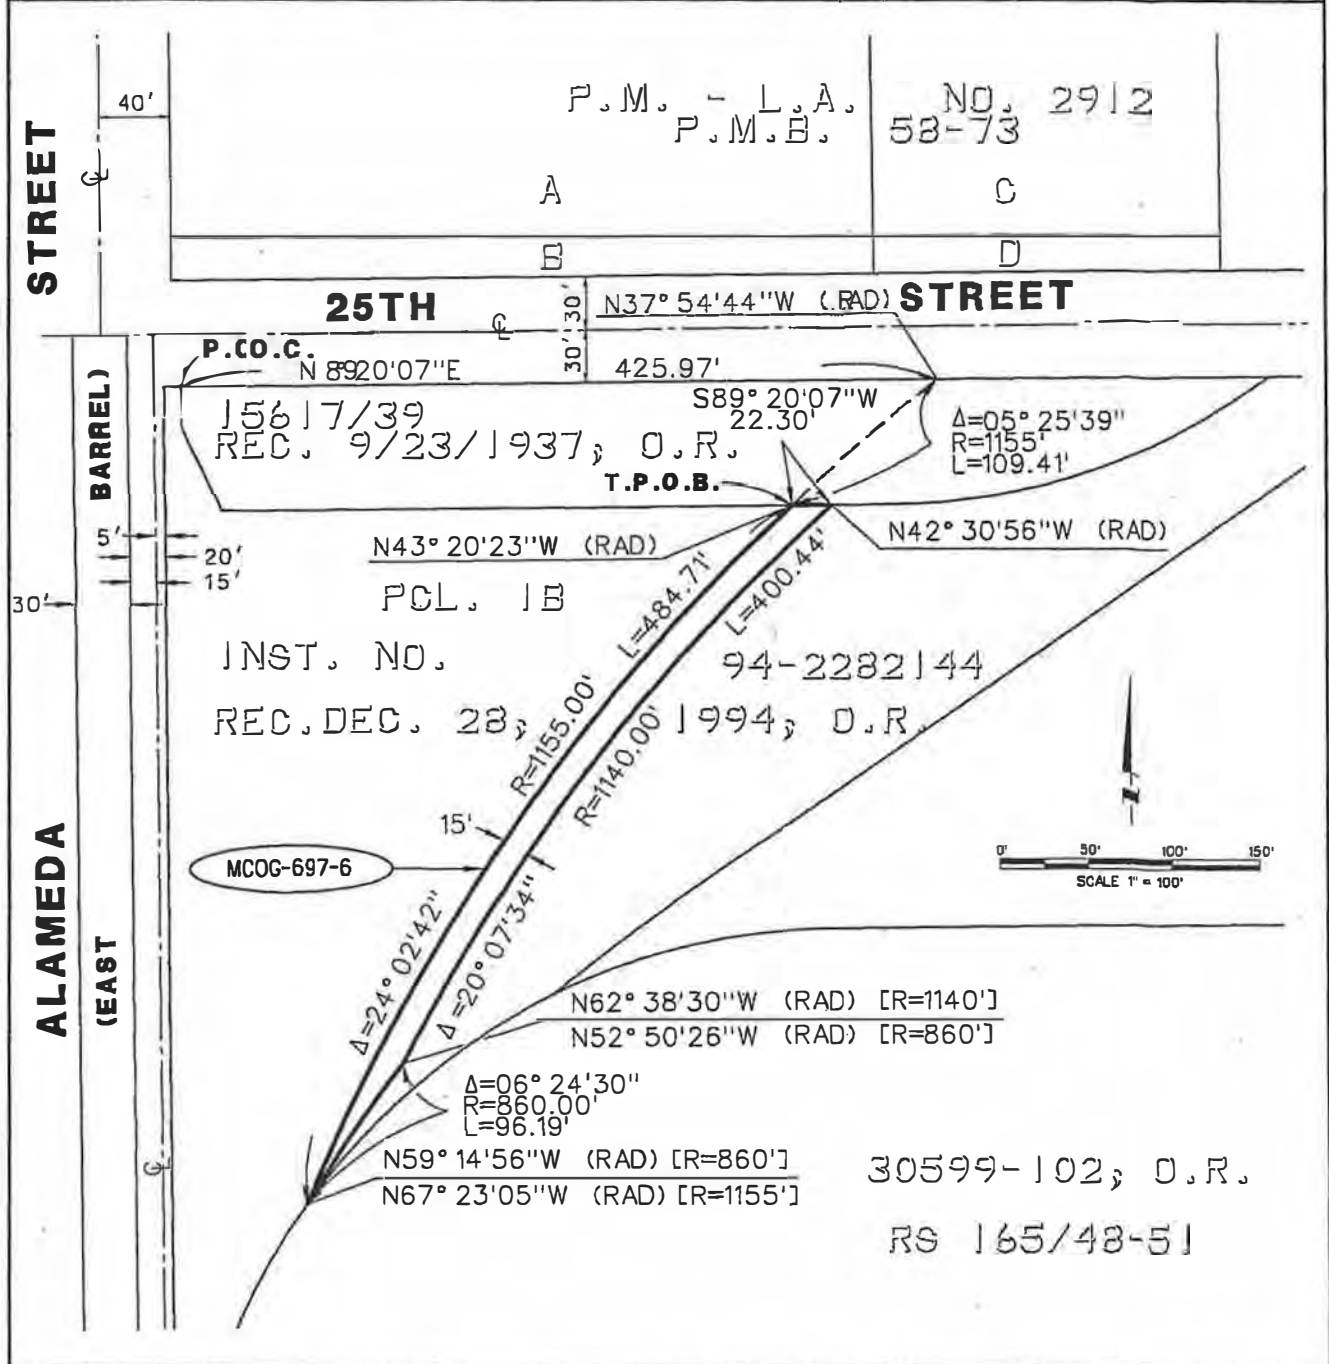 40'
P.M. - L.A. NO. 2912
P.M.B. 58-73
STREET
A C
B D
25TH STREET
30' 30'
N37°54'44"W (RAD)
P.O.C.
N 89°20'07"E 425.97'
BARREL)
15617/39
REC. 9/23/1937; O.R.
S89°20'07"W
22.30'
Δ=05°25'39"
R=1155'
L=109.41'
T.P.O.B.
N43°20'23"W (RAD)
N42°30'56"W (RAD)
5'
20'
15'
30'
PCL. 1B
L=484.71'
L=400.44'
INST. NO. 94-2282144
REC.DEC. 28, 1994; O.R.
R=1155.00'
R=1140.00'
15'
MCOG-697-6
0' 50' 100' 150'
SCALE 1" = 100'
ALAMEDA
(EAST
Δ=24°02'42"
Δ=20°07'34"
N62°38'30"W (RAD) [R=1140']
N52°50'26"W (RAD) [R=860']
Δ=06°24'30"
R=860.00'
L=96.19'
N59°14'56"W (RAD) [R=860']
N67°23'05"W (RAD) [R=1155']
30599-102; O.R.
RS 165/48-51